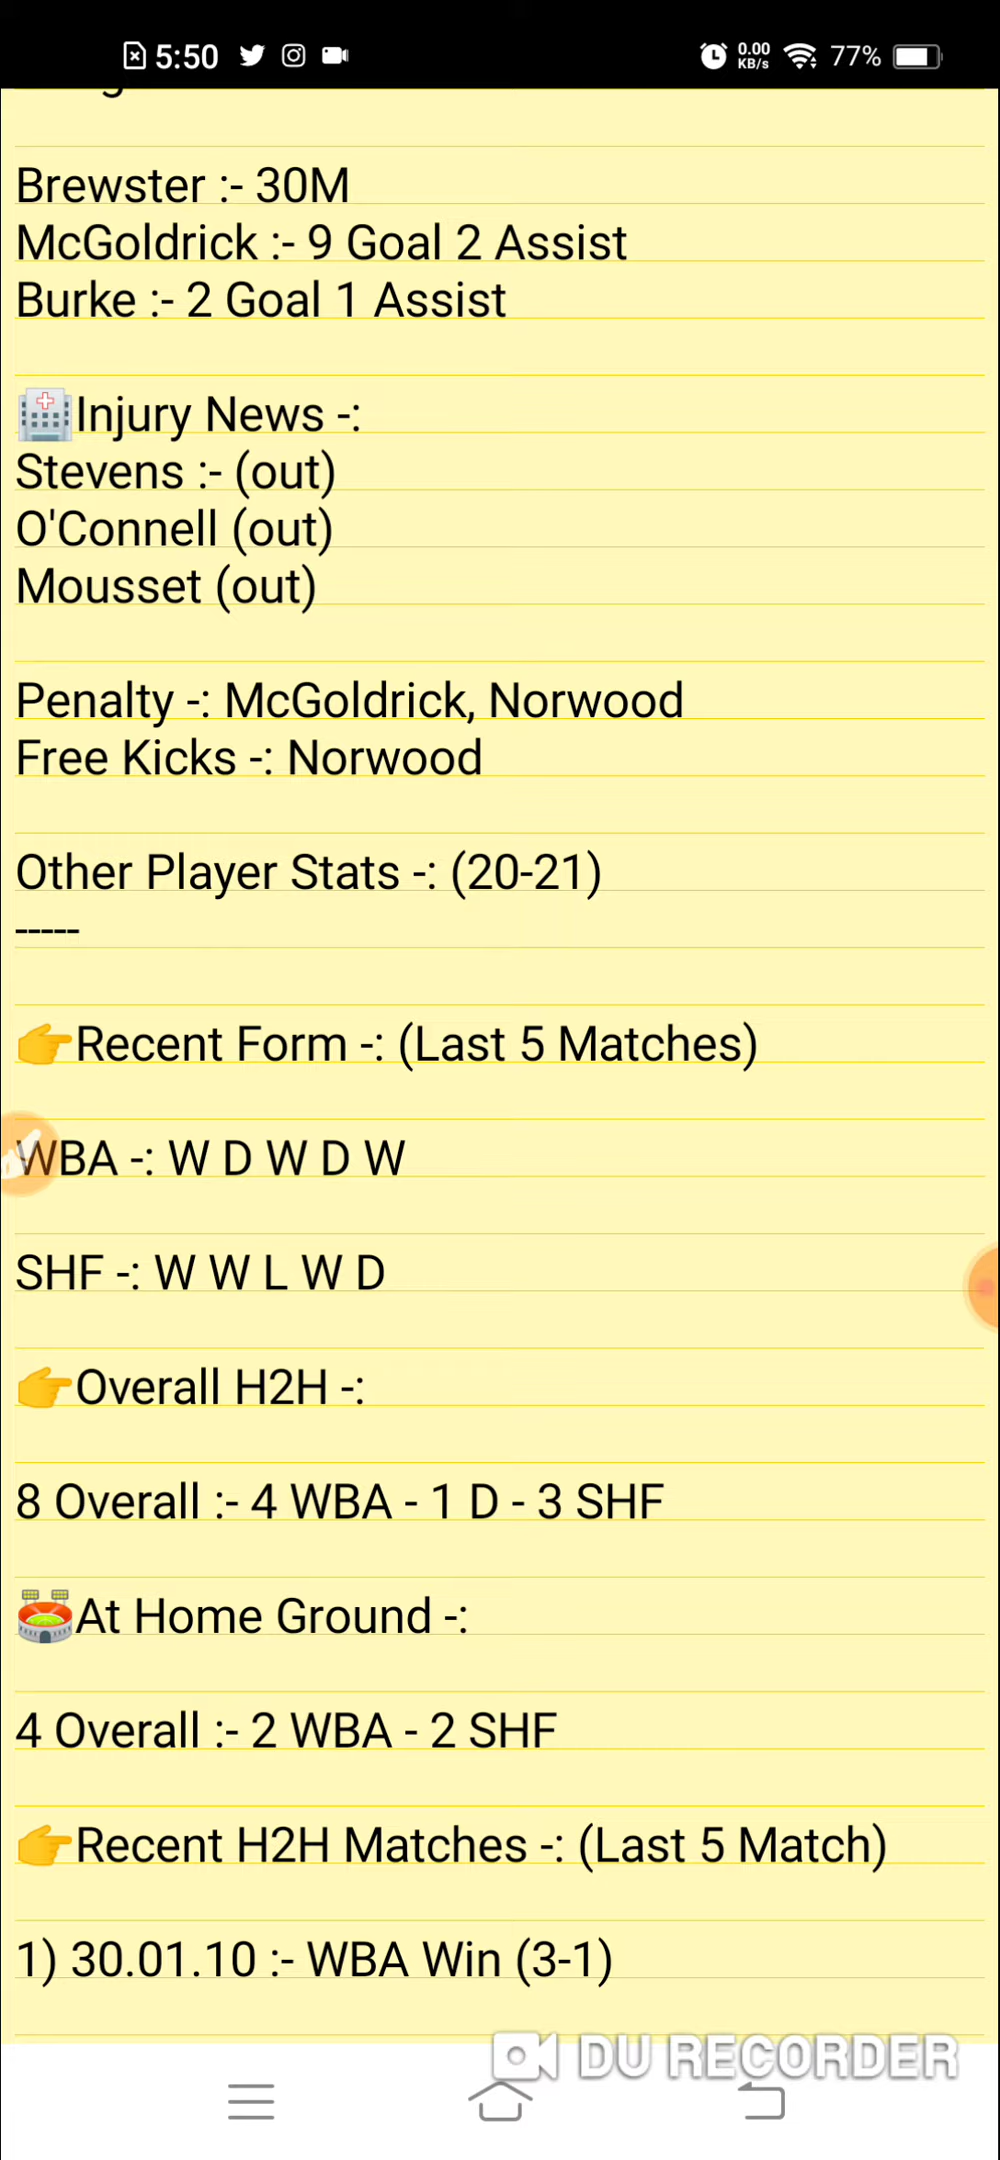 5:50
0.00
KB/s
77%
Brewster :- 30M
McGoldrick :- 9 Goal 2 Assist
Burke :- 2 Goal 1 Assist
🏥Injury News -:
Stevens :- (out)
O'Connell (out)
Mousset (out)
Penalty -: McGoldrick, Norwood
Free Kicks -: Norwood
Other Player Stats -: (20-21)
-----
👉Recent Form -: (Last 5 Matches)
WBA -: W D W D W
SHF -: W W L W D
👉Overall H2H -:
8 Overall :- 4 WBA - 1 D - 3 SHF
🏟At Home Ground -:
4 Overall :- 2 WBA - 2 SHF
👉Recent H2H Matches -: (Last 5 Match)
1) 30.01.10 :- WBA Win (3-1)
DU RECORDER